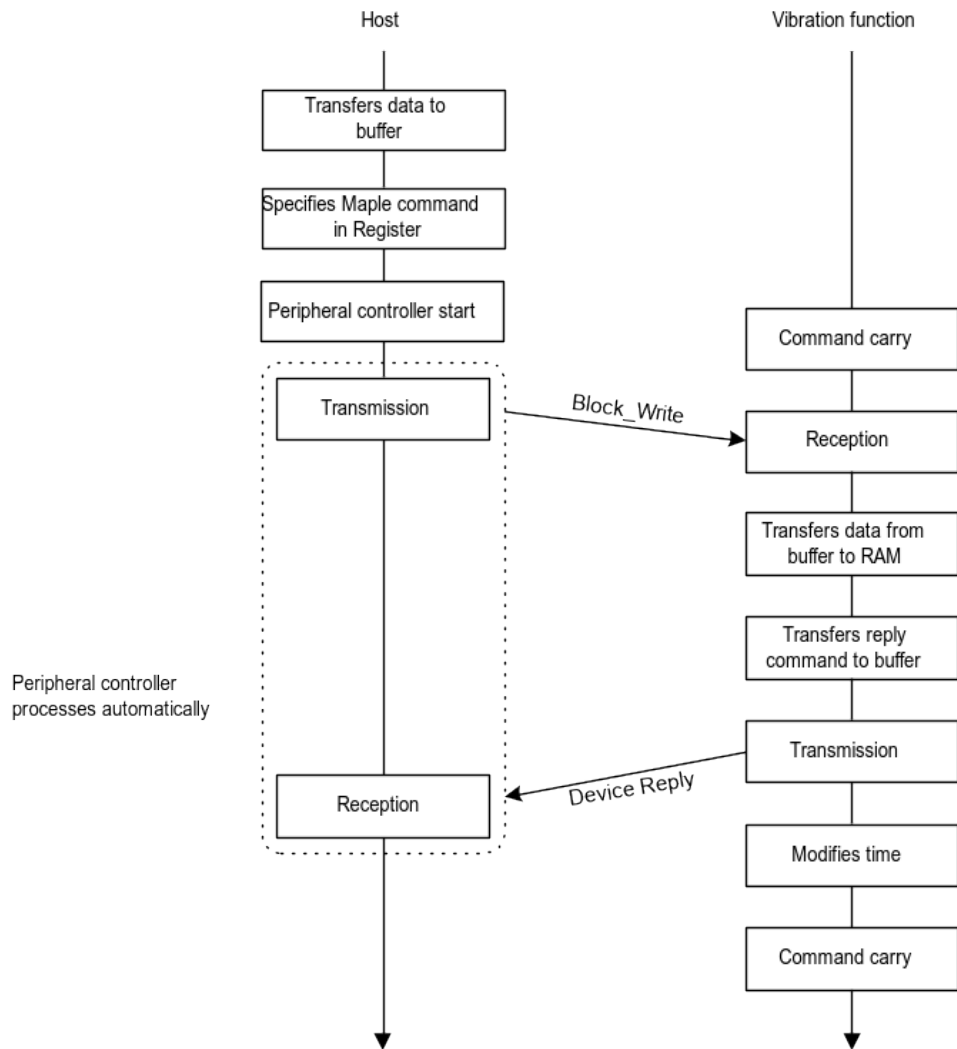 Host
Vibration function
Transfers data to
buffer
Specifies Maple command
in Register
Peripheral controller start
Command carry
Transmission
Block_Write
Reception
Transfers data from
buffer to RAM
Transfers reply
command to buffer
Peripheral controller
processes automatically
Transmission
Device Reply
Reception
Modifies time
Command carry